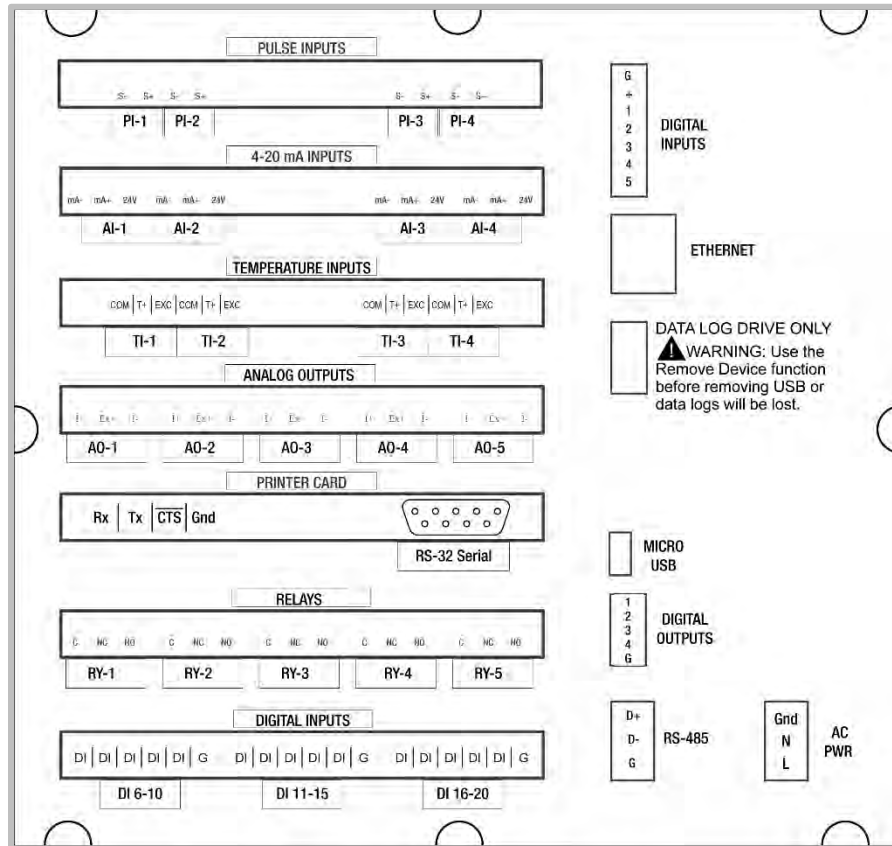 PULSE INPUTS
S- S+ S- S+ S- S+ S-
PI-1 PI-2 PI-3 PI-4
4-20 mA INPUTS
mA- mA+ 24V mA- mA+ 24V mA- mA+ 24V mA- mA+ 24V
AI-1 AI-2 AI-3 AI-4
TEMPERATURE INPUTS
COM T+ EXC COM T+ EXC COM T+ EXC COM T+ EXC
TI-1 TI-2 TI-3 TI-4
ANALOG OUTPUTS
AO-1 AO-2 AO-3 AO-4 AO-5
PRINTER CARD
Rx Tx CTS Gnd
RS-32 Serial
RELAYS
C NC NO C NC NO C NC NO C NC NO C NC NO
RY-1 RY-2 RY-3 RY-4 RY-5
DIGITAL INPUTS
DI DI DI DI DI G DI DI DI DI DI G DI DI DI DI DI G
DI 6-10 DI 11-15 DI 16-20
G
+
1
2
3
4
5
DIGITAL
INPUTS
ETHERNET
DATA LOG DRIVE ONLY
! WARNING: Use the
Remove Device function
before removing USB or
data logs will be lost.
MICRO
USB
1
2
3
4
G
DIGITAL
OUTPUTS
D+
D-
G
RS-485
Gnd
N
L
AC
PWR